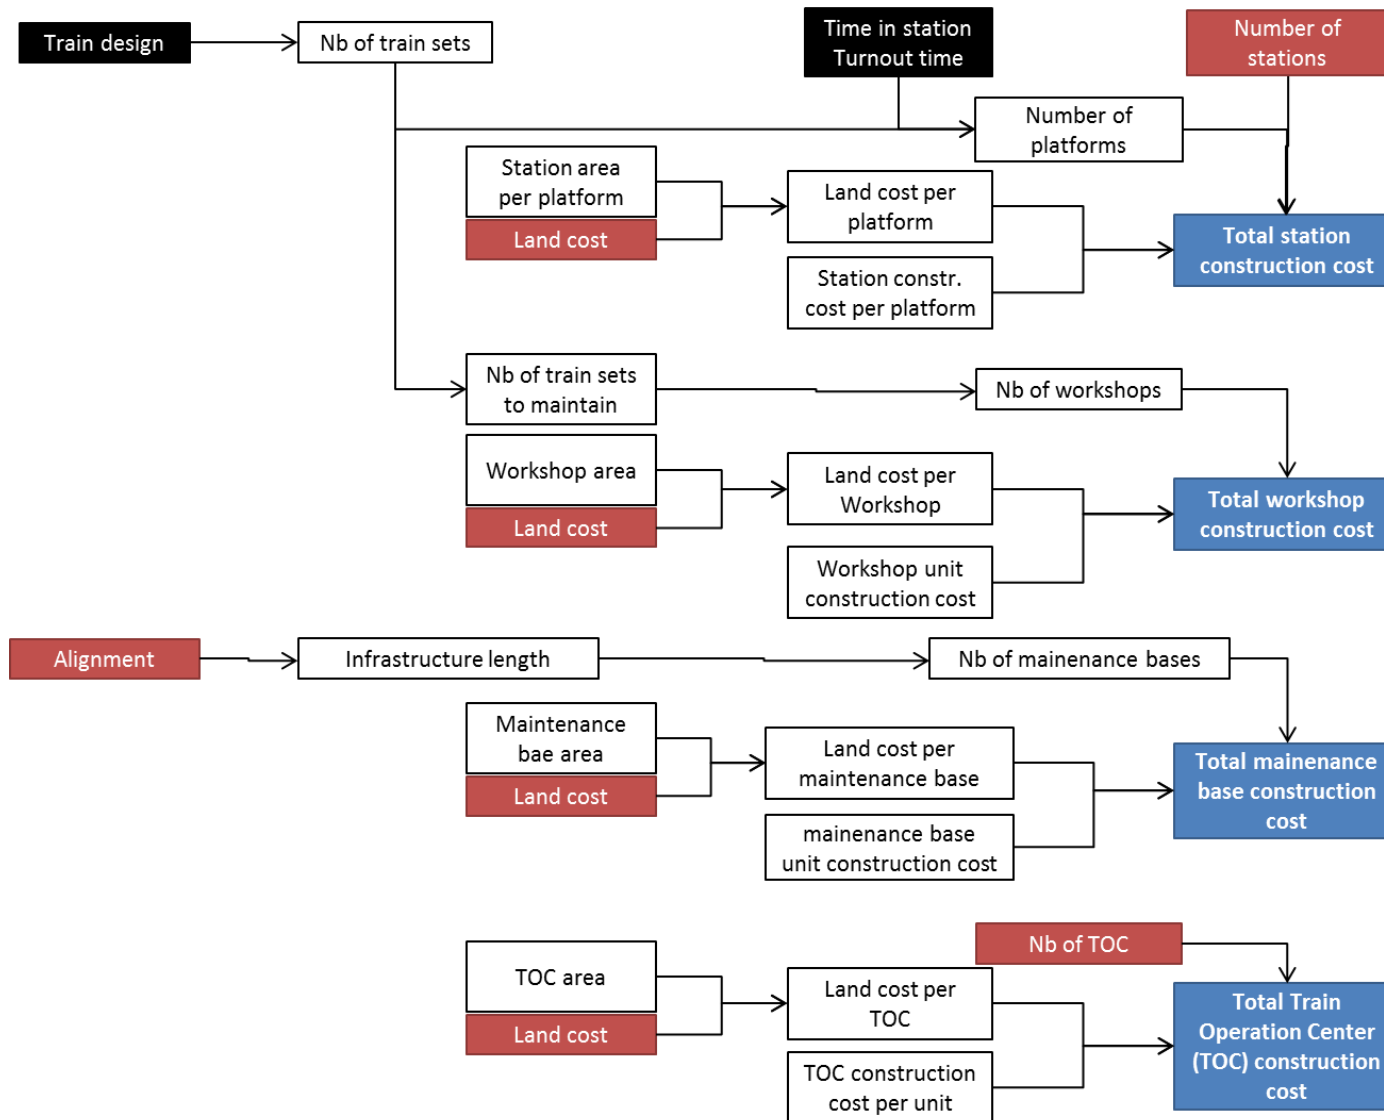 Train design
Nb of train sets
Time in station
Turnout time
Number of
stations
Number of
platforms
Station area
per platform
Land cost
Land cost per
platform
Station constr.
cost per platform
Total station
construction cost
Nb of train sets
to maintain
Nb of workshops
Workshop area
Land cost
Land cost per
Workshop
Workshop unit
construction cost
Total workshop
construction cost
Alignment
Infrastructure length
Nb of mainenance bases
Maintenance
bae area
Land cost
Land cost per
maintenance base
mainenance base
unit construction cost
Total mainenance
base construction
cost
Nb of TOC
TOC area
Land cost
Land cost per
TOC
TOC construction
cost per unit
Total Train
Operation Center
(TOC) construction
cost